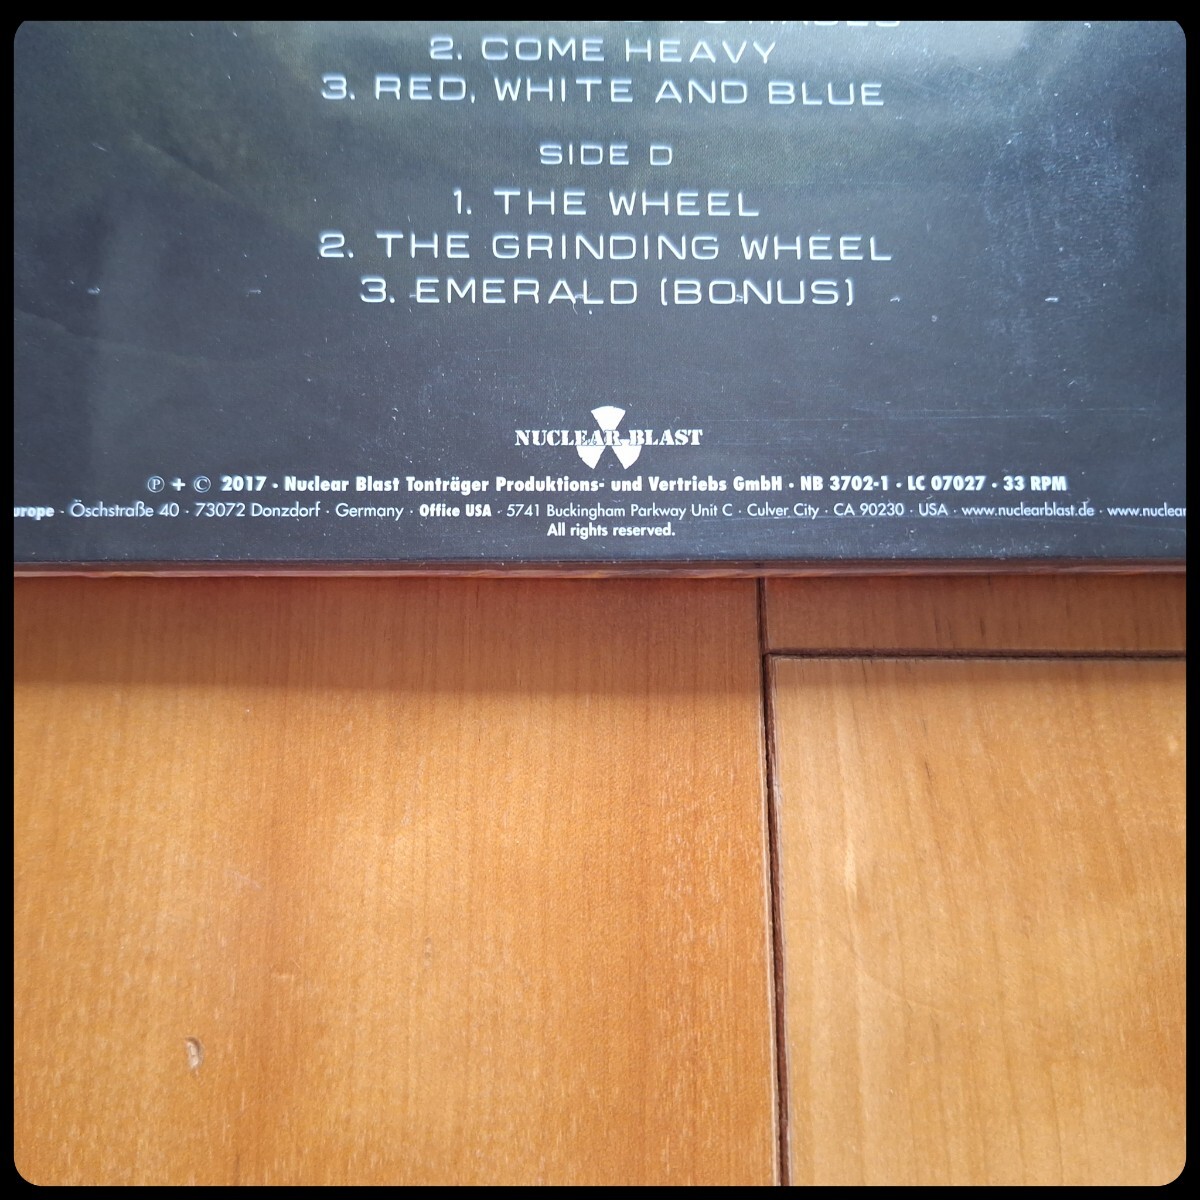 2. COME HEAVY
3. RED, WHITE AND BLUE
SIDE D
1. THE WHEEL
2. THE GRINDING WHEEL
3. EMERALD (BONUS)
NUCLEAR BLAST
℗ + © 2017 · Nuclear Blast Tonträger Produktions- und Vertriebs GmbH · NB 3702-1 · LC 07027 · 33 RPM
urope · Öschstraße 40 · 73072 Donzdorf · Germany · Office USA · 5741 Buckingham Parkway Unit C · Culver City · CA 90230 · USA · www.nuclearblast.de · www.nuclear
All rights reserved.